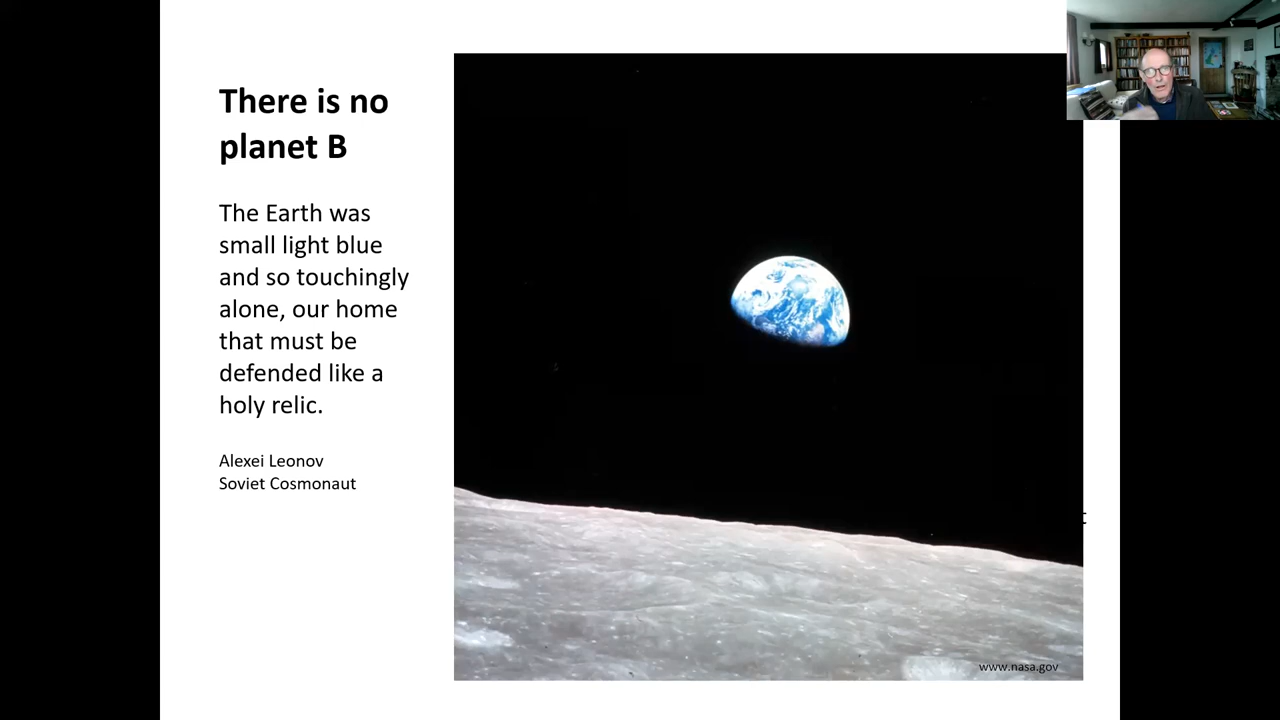 There is no
planet B
The Earth was
small light blue
and so touchingly
alone, our home
that must be
defended like a
holy relic.
Alexei Leonov
Soviet Cosmonaut
t
www.nasa.gov